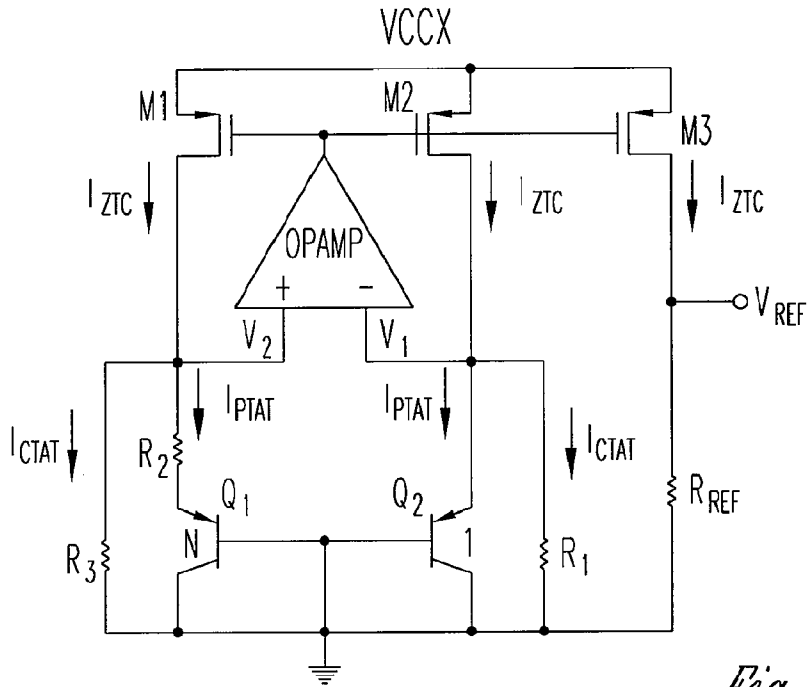 VCCX
M1
M2
M3
I_ZTC
I_ZTC
I_ZTC
OPAMP
+ -
V_2
V_1
V_REF
I_CTAT
I_PTAT
I_PTAT
I_CTAT
R_2
Q_1
Q_2
R_REF
R_3
N
1
R_1
Fig